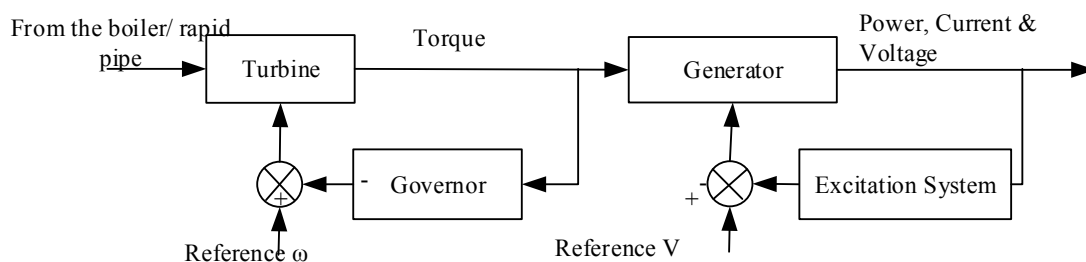 From the boiler/ rapid
pipe
Turbine
Torque
Generator
Power, Current &
Voltage
+
-
Governor
Reference ω
+
-
Excitation System
Reference V